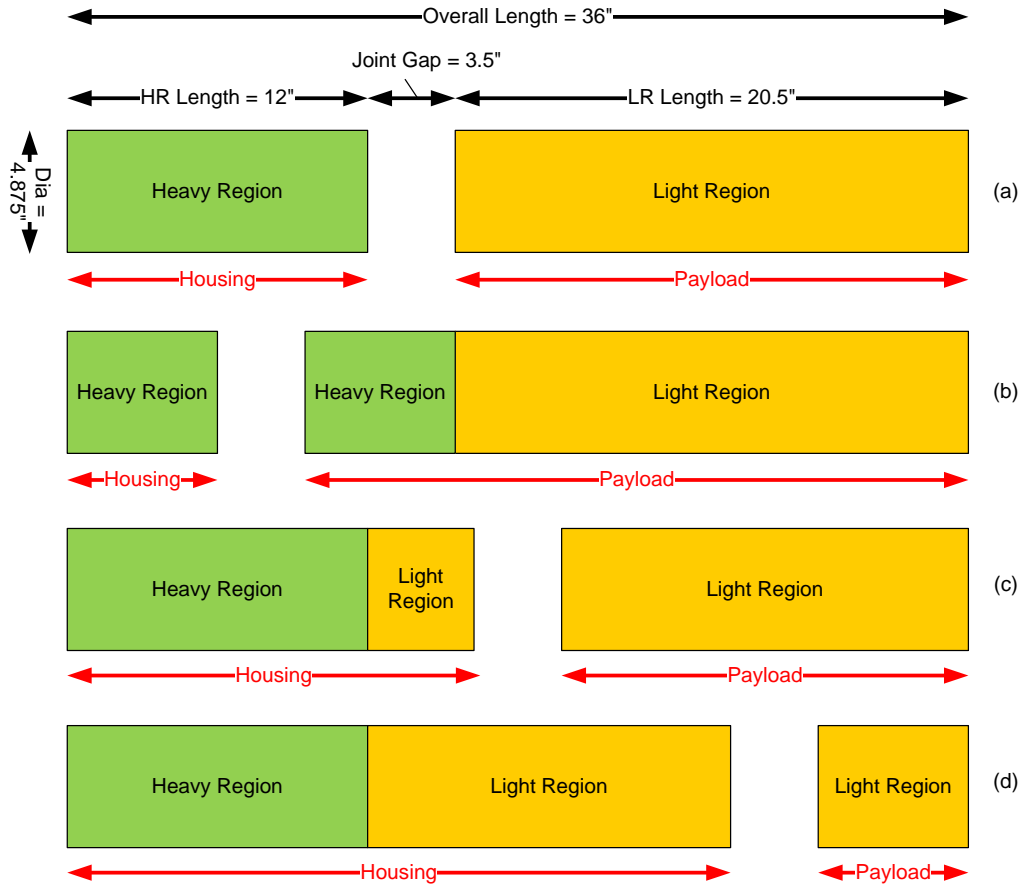 Overall Length = 36"
Joint Gap = 3.5"
HR Length = 12"
LR Length = 20.5"
Dia =
4.875"
Heavy Region
Light Region
(a)
Housing
Payload
Heavy Region
Heavy Region
Light Region
(b)
Housing
Payload
Heavy Region
Light
Region
Light Region
(c)
Housing
Payload
Heavy Region
Light Region
Light Region
(d)
Housing
Payload